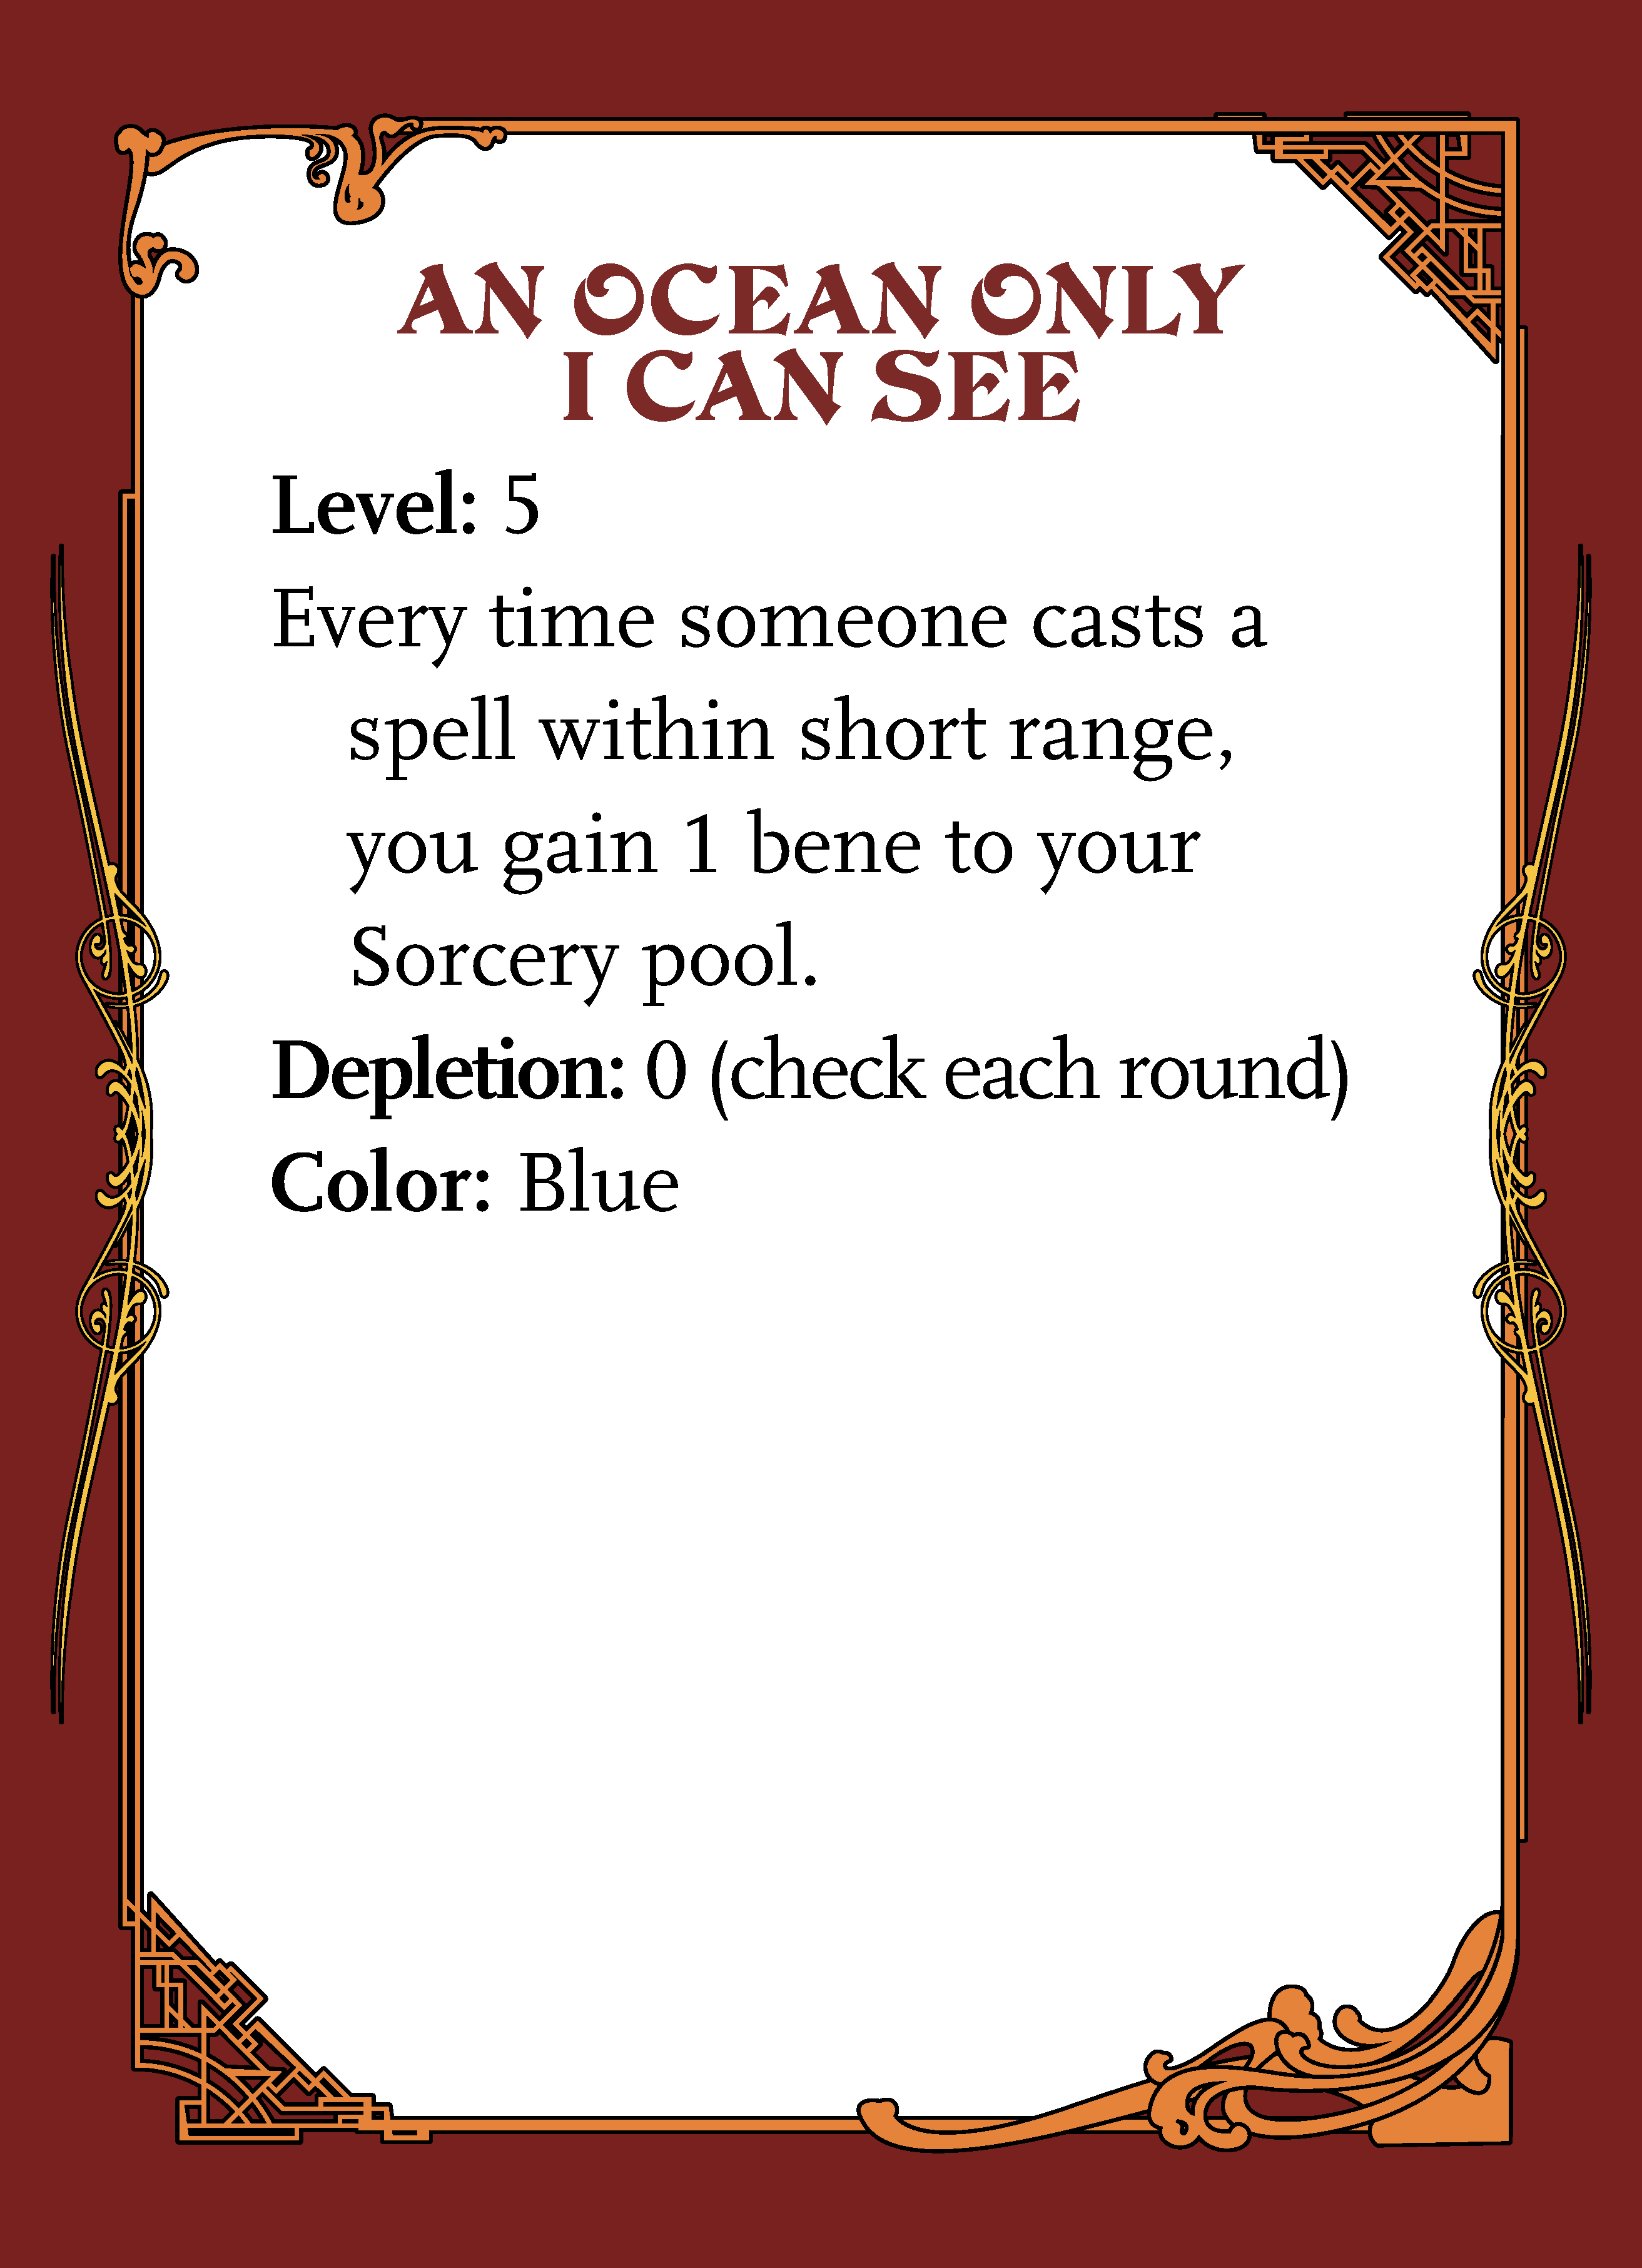 AN OCEAN ONLY
I CAN SEE
Level: 5
Every time someone casts a
spell within short range,
you gain 1 bene to your
Sorcery pool.
Depletion: 0 (check each round)
Color: Blue